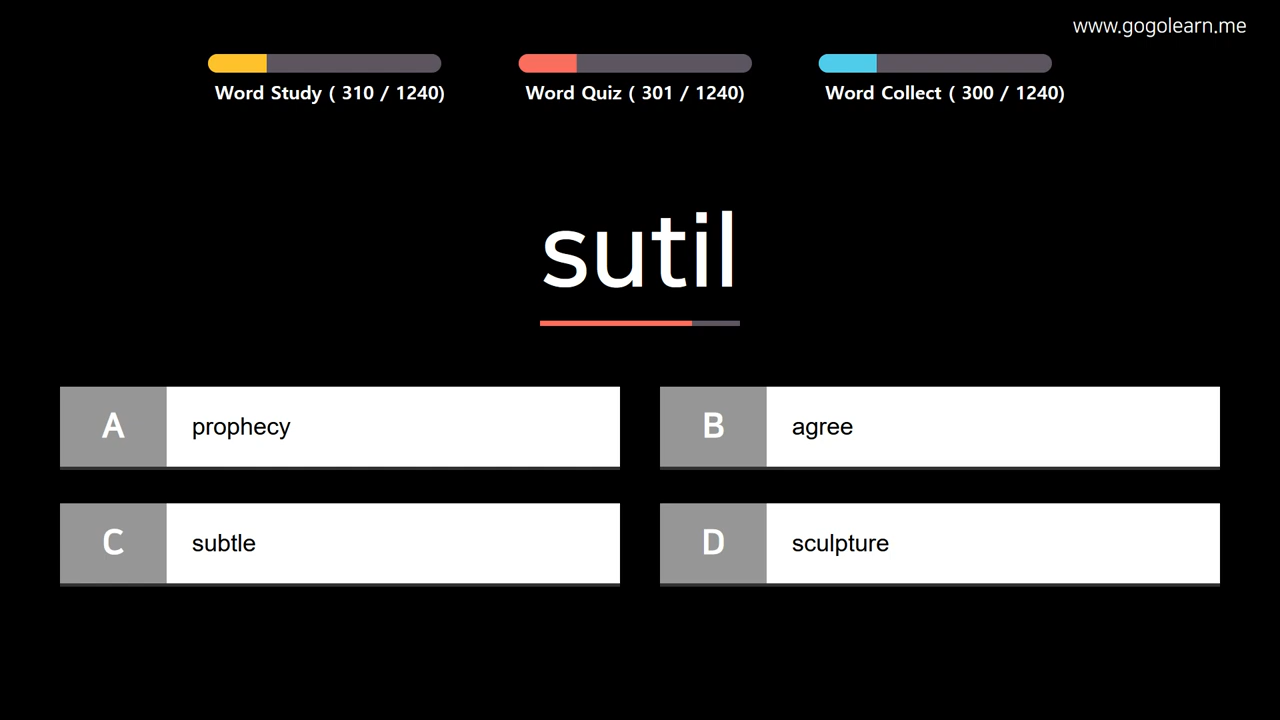 www.gogolearn.me
Word Study ( 310 / 1240)
Word Quiz ( 301 / 1240)
Word Collect ( 300 / 1240)
sutil
A prophecy
B agree
C subtle
D sculpture